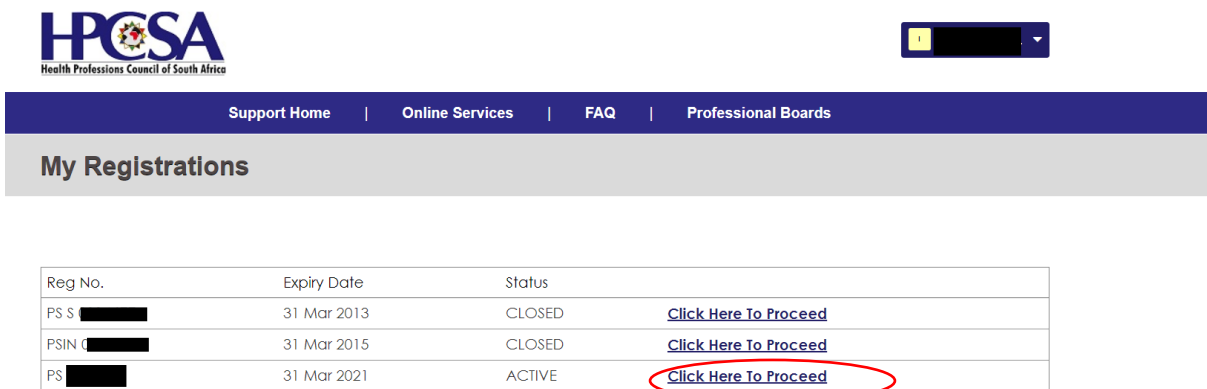 HPCSA
Health Professions Council of South Africa
Support Home | Online Services | FAQ | Professional Boards
My Registrations
Reg No. Expiry Date Status
PS S 31 Mar 2013 CLOSED Click Here To Proceed
PSIN 31 Mar 2015 CLOSED Click Here To Proceed
PS 31 Mar 2021 ACTIVE Click Here To Proceed